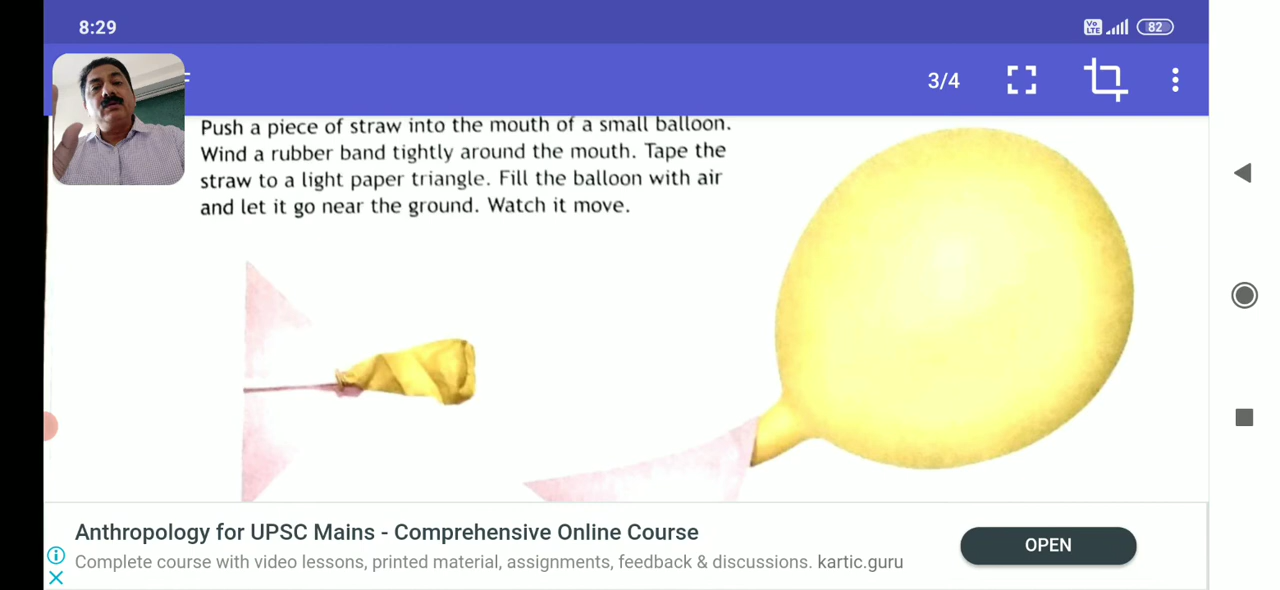 8:29
Vo LTE
82
3/4
Push a piece of straw into the mouth of a small balloon.
Wind a rubber band tightly around the mouth. Tape the
straw to a light paper triangle. Fill the balloon with air
and let it go near the ground. Watch it move.
Anthropology for UPSC Mains - Comprehensive Online Course
Complete course with video lessons, printed material, assignments, feedback & discussions. kartic.guru
OPEN